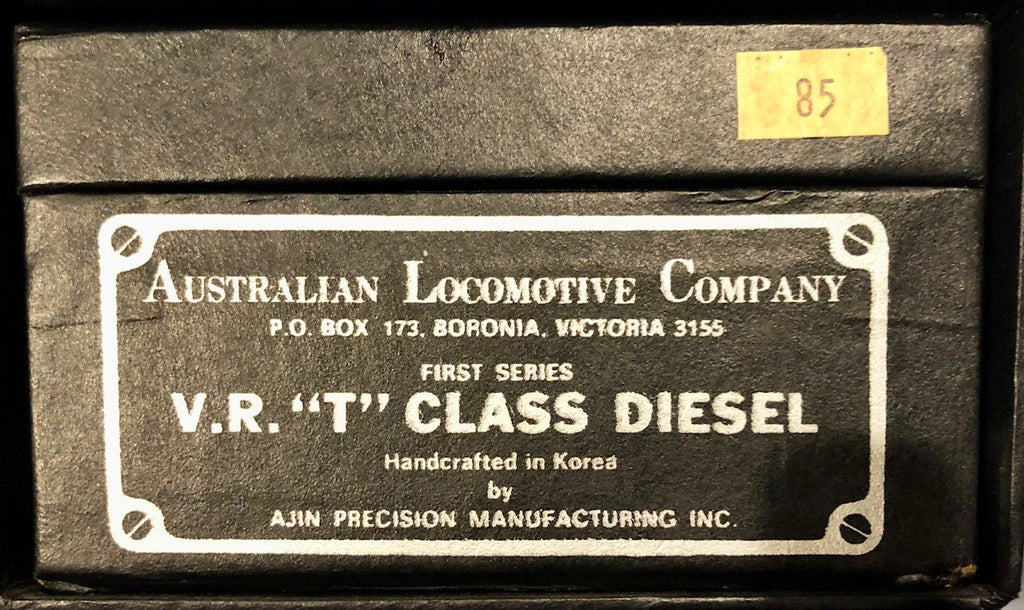 85
AUSTRALIAN LOCOMOTIVE COMPANY
P.O. BOX 173, BORONIA, VICTORIA 3155
FIRST SERIES
V.R. “T” CLASS DIESEL
Handcrafted in Korea
by
AJIN PRECISION MANUFACTURING INC.